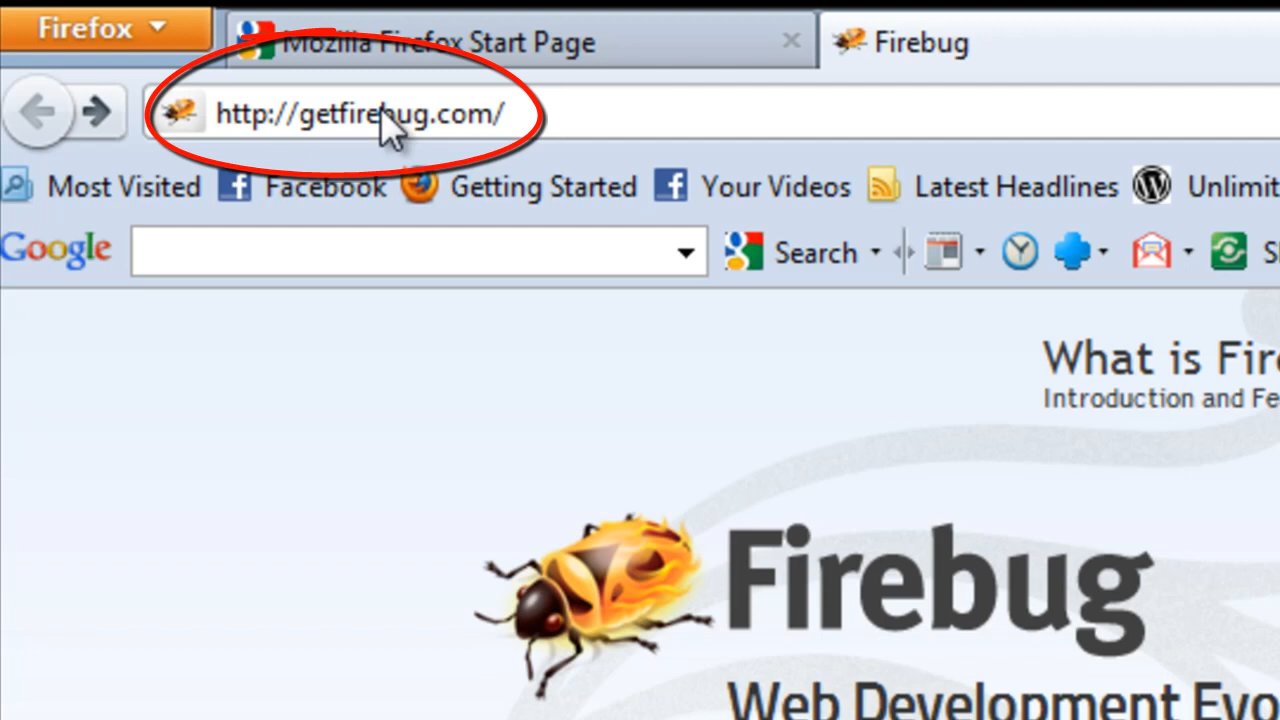 Firefox
Mozilla Firefox Start Page
Firebug
http://getfirebug.com/
Most Visited
Facebook
Getting Started
Your Videos
Latest Headlines
Unlimit
Google
Search
What is Fire
Introduction and Fe
Firebug
Web Development Evo